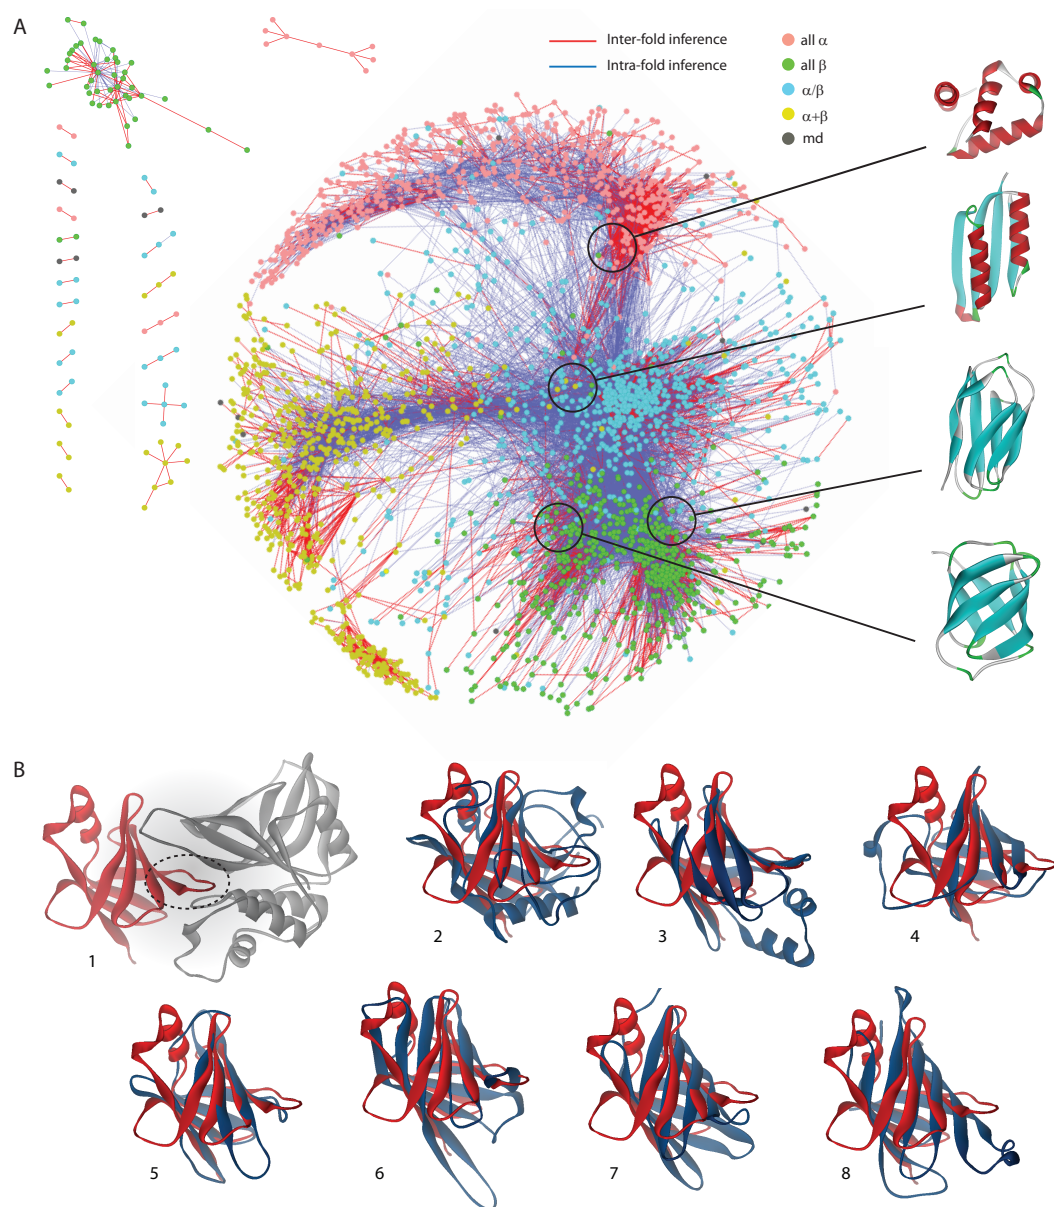 A
Inter-fold inference
Intra-fold inference
all α
all β
α/β
α+β
md
B
1
2
3
4
5
6
7
8